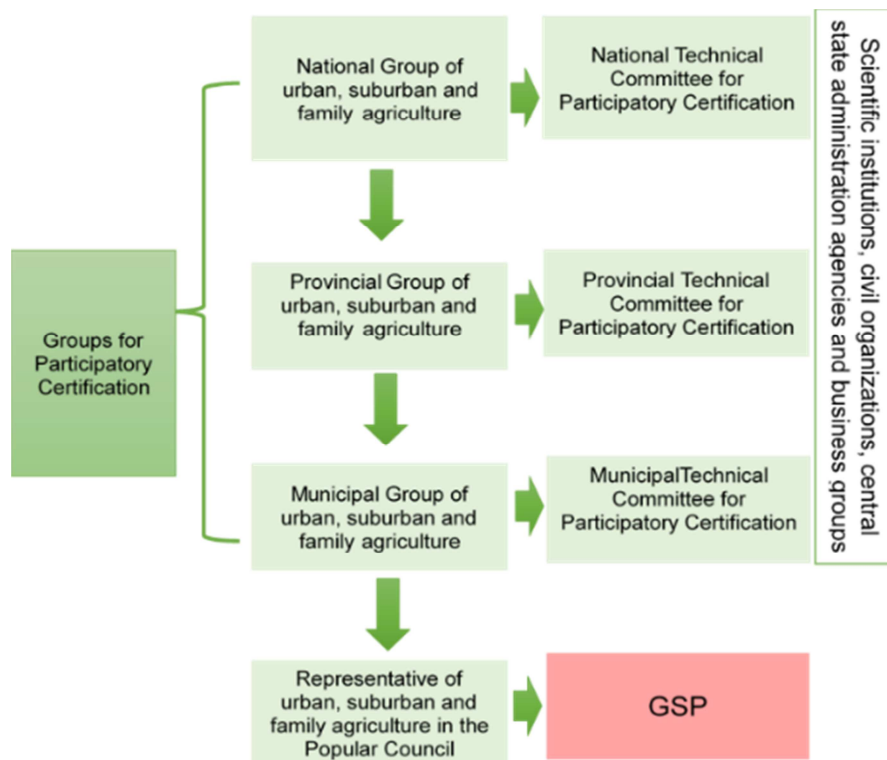 National Group of
urban, suburban and
family agriculture
National Technical
Committee for
Participatory Certification
Scientific institutions, civil organizations, central
state administration agencies and business groups
Groups for
Participatory
Certification
Provincial Group of
urban, suburban and
family agriculture
Provincial Technical
Committee for
Participatory Certification
Municipal Group of
urban, suburban and
family agriculture
MunicipalTechnical
Committee for
Participatory Certification
Representative of
urban, suburban and
family agriculture in the
Popular Council
GSP